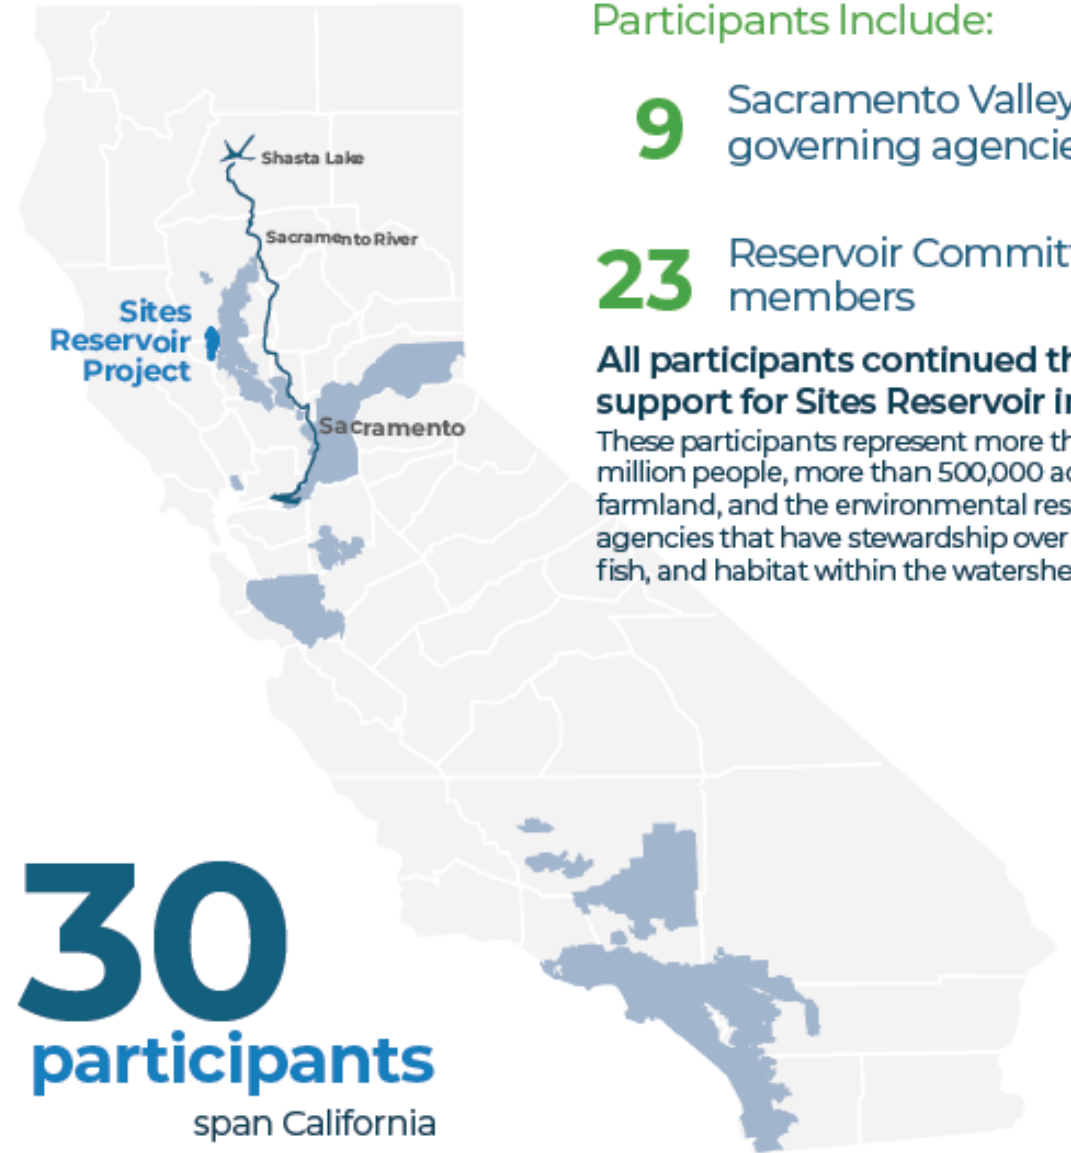 Participants Include:
9
Sacramento Valley
governing agencie
23
Reservoir Committ
members
All participants continued th
support for Sites Reservoir in
These participants represent more th
million people, more than 500,000 ac
farmland, and the environmental res
agencies that have stewardship over
fish, and habitat within the watershe
Shasta Lake
Sacramento River
Sites
Reservoir
Project
Sacramento
30
participants
span California